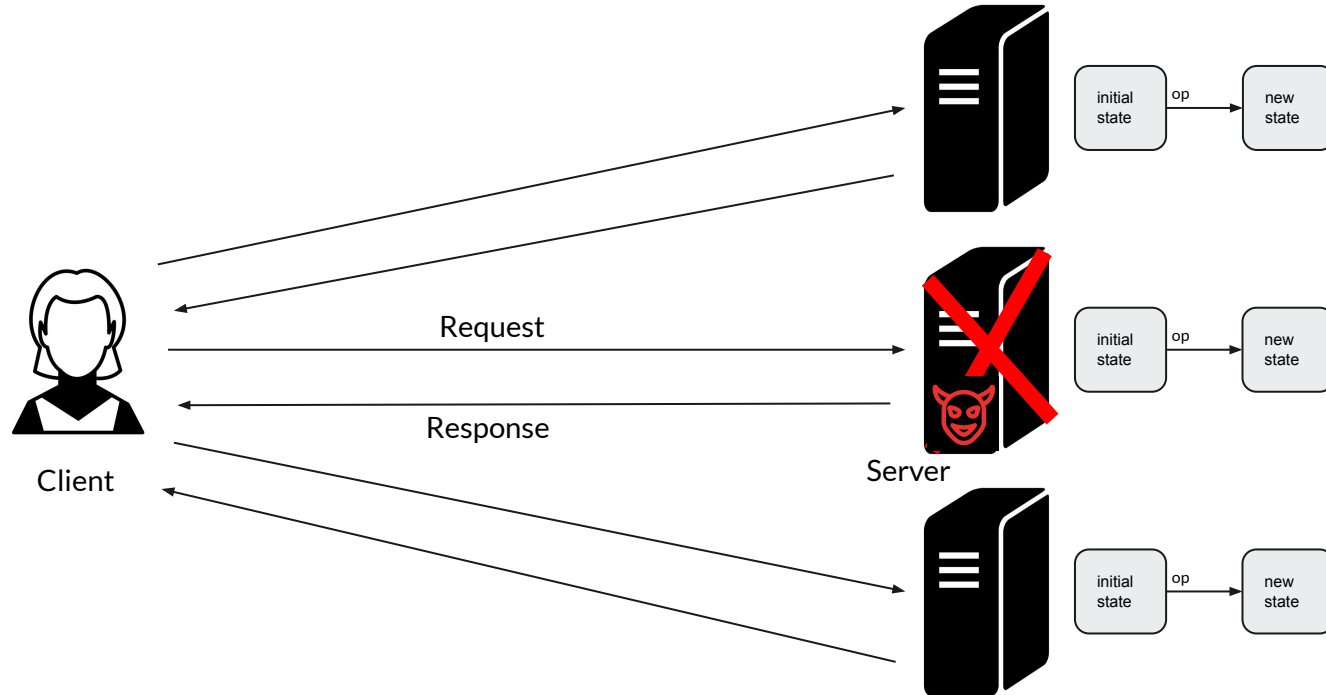 initial
state
op
new
state
Request
initial
state
op
new
state
Response
Server
Client
initial
state
op
new
state